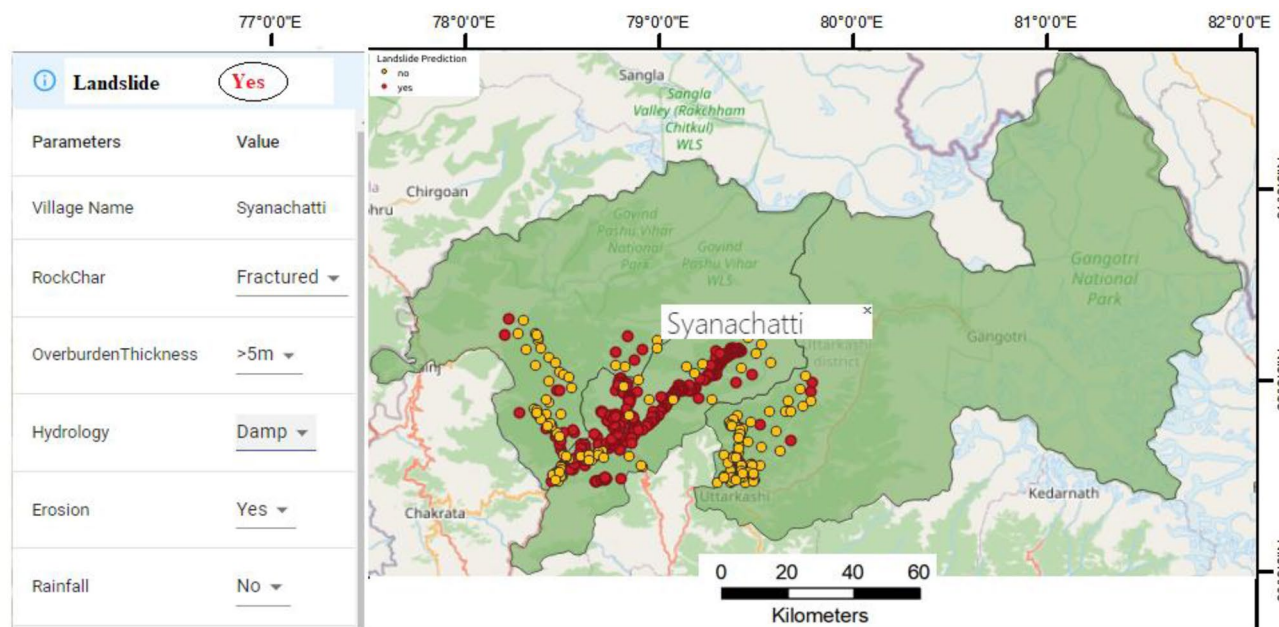 77°0'0"E 78°0'0"E 79°0'0"E 80°0'0"E 81°0'0"E 82°0'0"E
Landslide Yes
Parameters Value
Village Name Syanachatti
RockChar Fractured
OverburdenThickness >5m
Hydrology Damp
Erosion Yes
Rainfall No
Landslide Prediction
no
yes
Sangla
Sangla
Valley (Rakchham
Chitkul)
WLS
Chirgoan
Govind
Pashu Vihar
National
Park
Govind
Pashu Vihar
WLS
Gangotri
National
Park
Syanachatti
×
Uttarkashi
district
Gangotri
Uttarkashi
Kedarnath
Chakrata
0 20 40 60
Kilometers